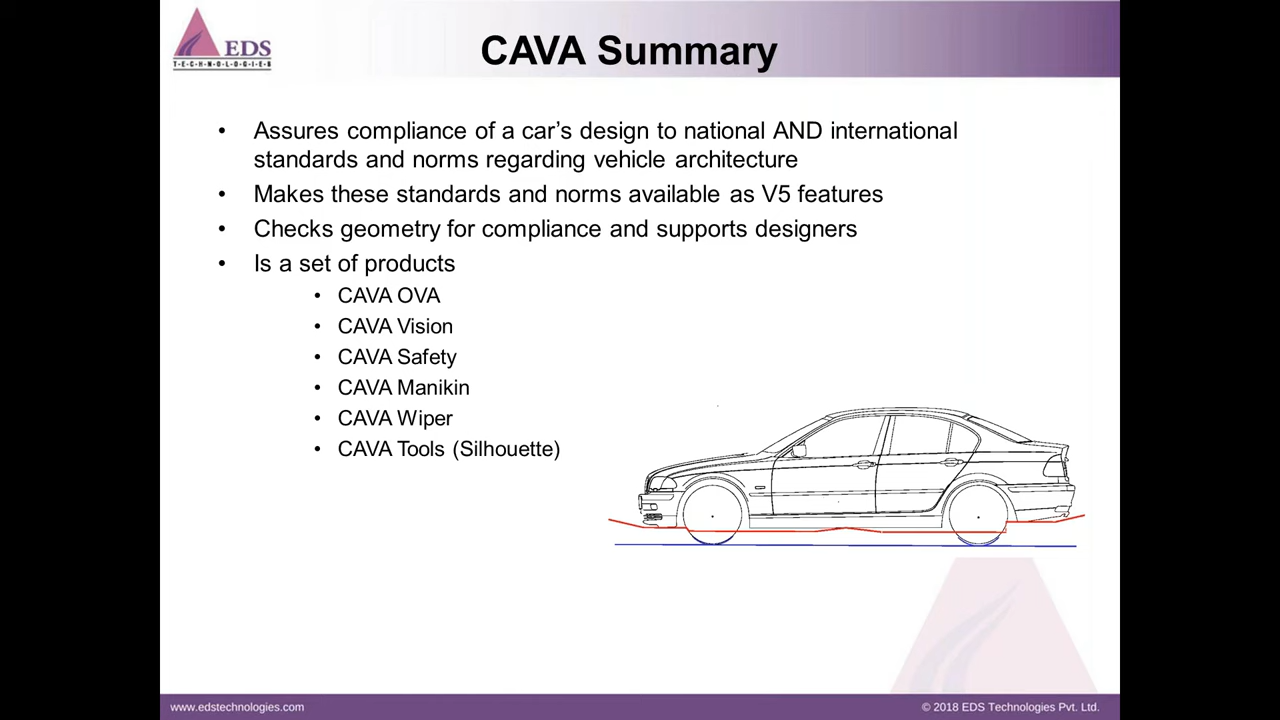 EDS
T·E·C·H·N·O·L·O·G·I·E·S
CAVA Summary
• Assures compliance of a car’s design to national AND international
standards and norms regarding vehicle architecture
• Makes these standards and norms available as V5 features
• Checks geometry for compliance and supports designers
• Is a set of products
• CAVA OVA
• CAVA Vision
• CAVA Safety
• CAVA Manikin
• CAVA Wiper
• CAVA Tools (Silhouette)
www.edstechnologies.com
© 2018 EDS Technologies Pvt. Ltd.